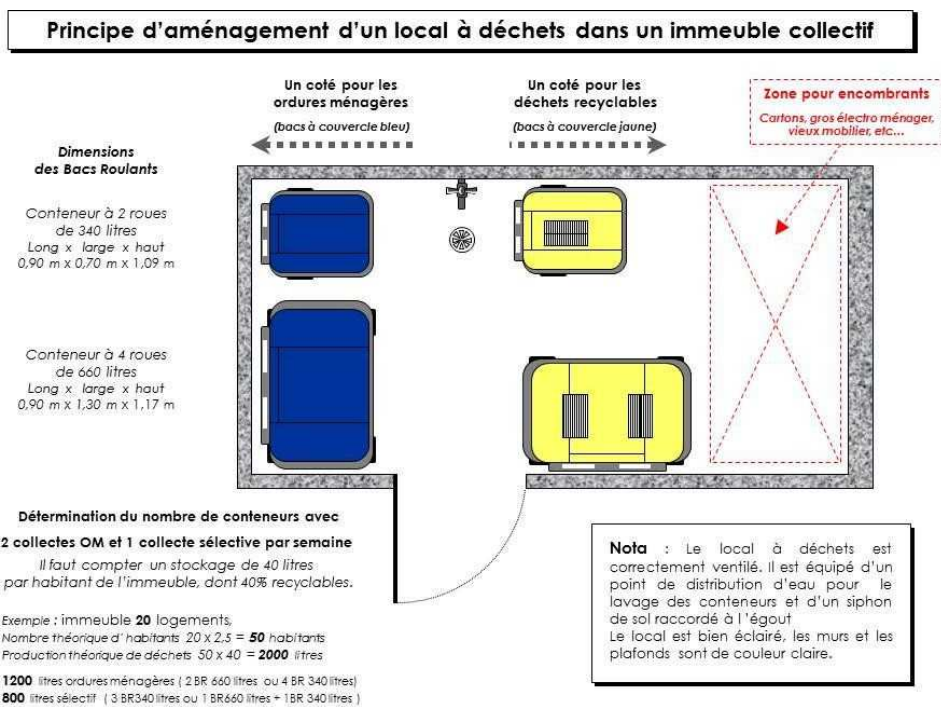 Principe d'aménagement d'un local à déchets dans un immeuble collectif
Un coté pour les
ordures ménagères
(bacs à couvercle bleu)
Un coté pour les
déchets recyclables
(bacs à couvercle jaune)
Zone pour encombrants
Cartons, gros électro ménager,
vieux mobilier, etc...
Dimensions
des Bacs Roulants
Conteneur à 2 roues
de 340 litres
Long x large x haut
0,90 m x 0,70 m x 1,09 m
Conteneur à 4 roues
de 660 litres
Long x large x haut
0,90 m x 1,30 m x 1,17 m
Détermination du nombre de conteneurs avec
2 collectes OM et 1 collecte sélective par semaine
Il faut compter un stockage de 40 litres
par habitant de l'immeuble, dont 40% recyclables.
Exemple : immeuble 20 logements,
Nombre théorique d' habitants 20 x 2,5 = 50 habitants
Production théorique de déchets 50 x 40 = 2000 litres
1200 litres ordures ménagères ( 2 BR 660 litres ou 4 BR 340 litres)
800 litres sélectif ( 3 BR340 litres ou 1 BR660 litres + 1BR 340 litres )
Nota : Le local à déchets est
correctement ventilé. Il est équipé d'un
point de distribution d'eau pour le
lavage des conteneurs et d'un siphon
de sol raccordé à l 'égout
Le local est bien éclairé, les murs et les
plafonds sont de couleur claire.